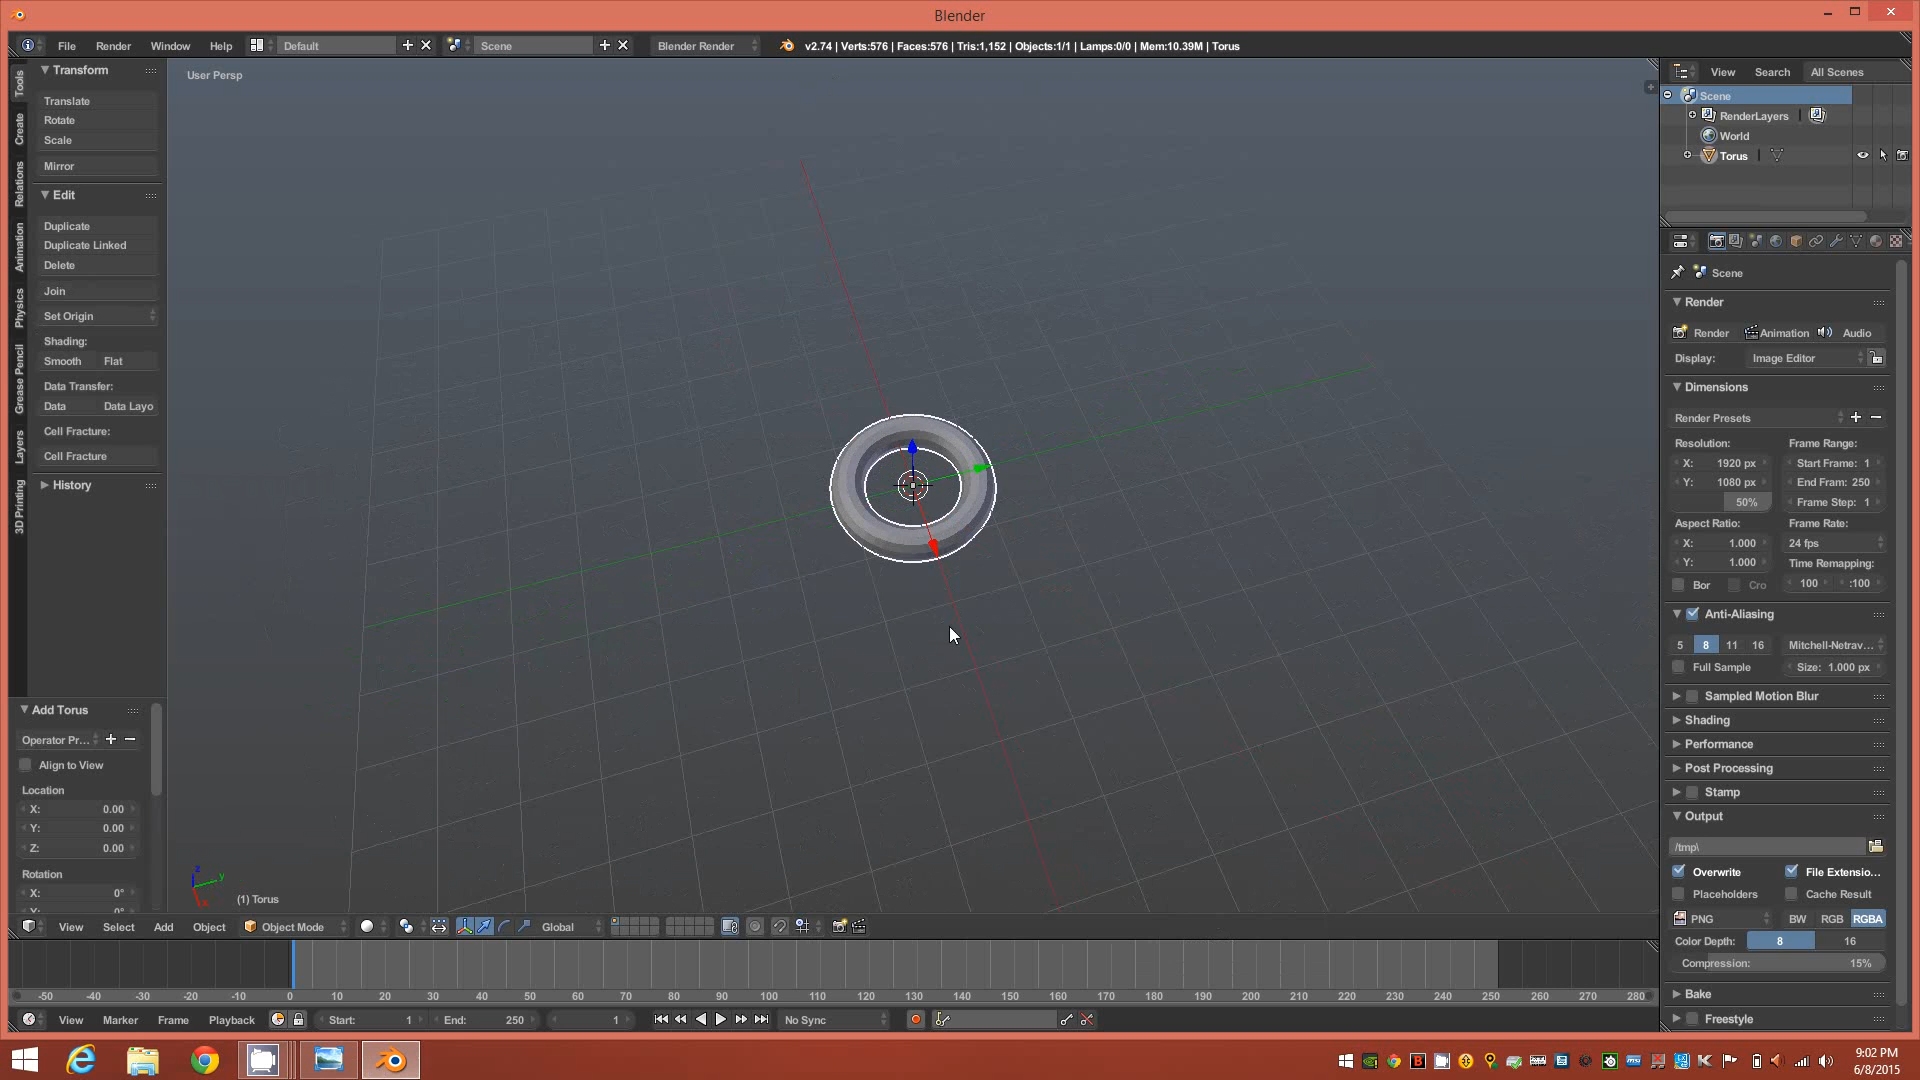 Blender
File Render Window Help Default Scene Blender Render v2.74 | Verts:576 | Faces:576 | Tris:1,152 | Objects:1/1 | Lamps:0/0 | Mem:10.39M | Torus
Tools
Create
Relations
Animation
Physics
Grease Pencil
Layers
3D Printing
Transform
Translate
Rotate
Scale
Mirror
Edit
Duplicate
Duplicate Linked
Delete
Join
Set Origin
Shading:
Smooth Flat
Data Transfer:
Data Data Layo
Cell Fracture:
Cell Fracture
History
Add Torus
Operator Pr...
Align to View
Location
X: 0.00
Y: 0.00
Z: 0.00
Rotation
X: 0°
User Persp
z
y
x
(1) Torus
View Select Add Object Object Mode Global
-50 -40 -30 -20 -10 0 10 20 30 40 50 60 70 80 90 100 110 120 130 140 150 160 170 180 190 200 210 220 230 240 250 260 270 280
View Marker Frame Playback Start: 1 End: 250 1 No Sync
View Search All Scenes
Scene
RenderLayers
World
Torus
Scene
Render
Render Animation Audio
Display: Image Editor
Dimensions
Render Presets
Resolution: Frame Range:
X: 1920 px Start Frame: 1
Y: 1080 px End Fram: 250
50% Frame Step: 1
Aspect Ratio: Frame Rate:
X: 1.000 24 fps
Y: 1.000 Time Remapping:
Bor Cro 100 :100
Anti-Aliasing
5 8 11 16 Mitchell-Netrav...
Full Sample Size: 1.000 px
Sampled Motion Blur
Shading
Performance
Post Processing
Stamp
Output
/tmp\
Overwrite File Extensio...
Placeholders Cache Result
PNG BW RGB RGBA
Color Depth: 8 16
Compression: 15%
Bake
Freestyle
9:02 PM
6/8/2015